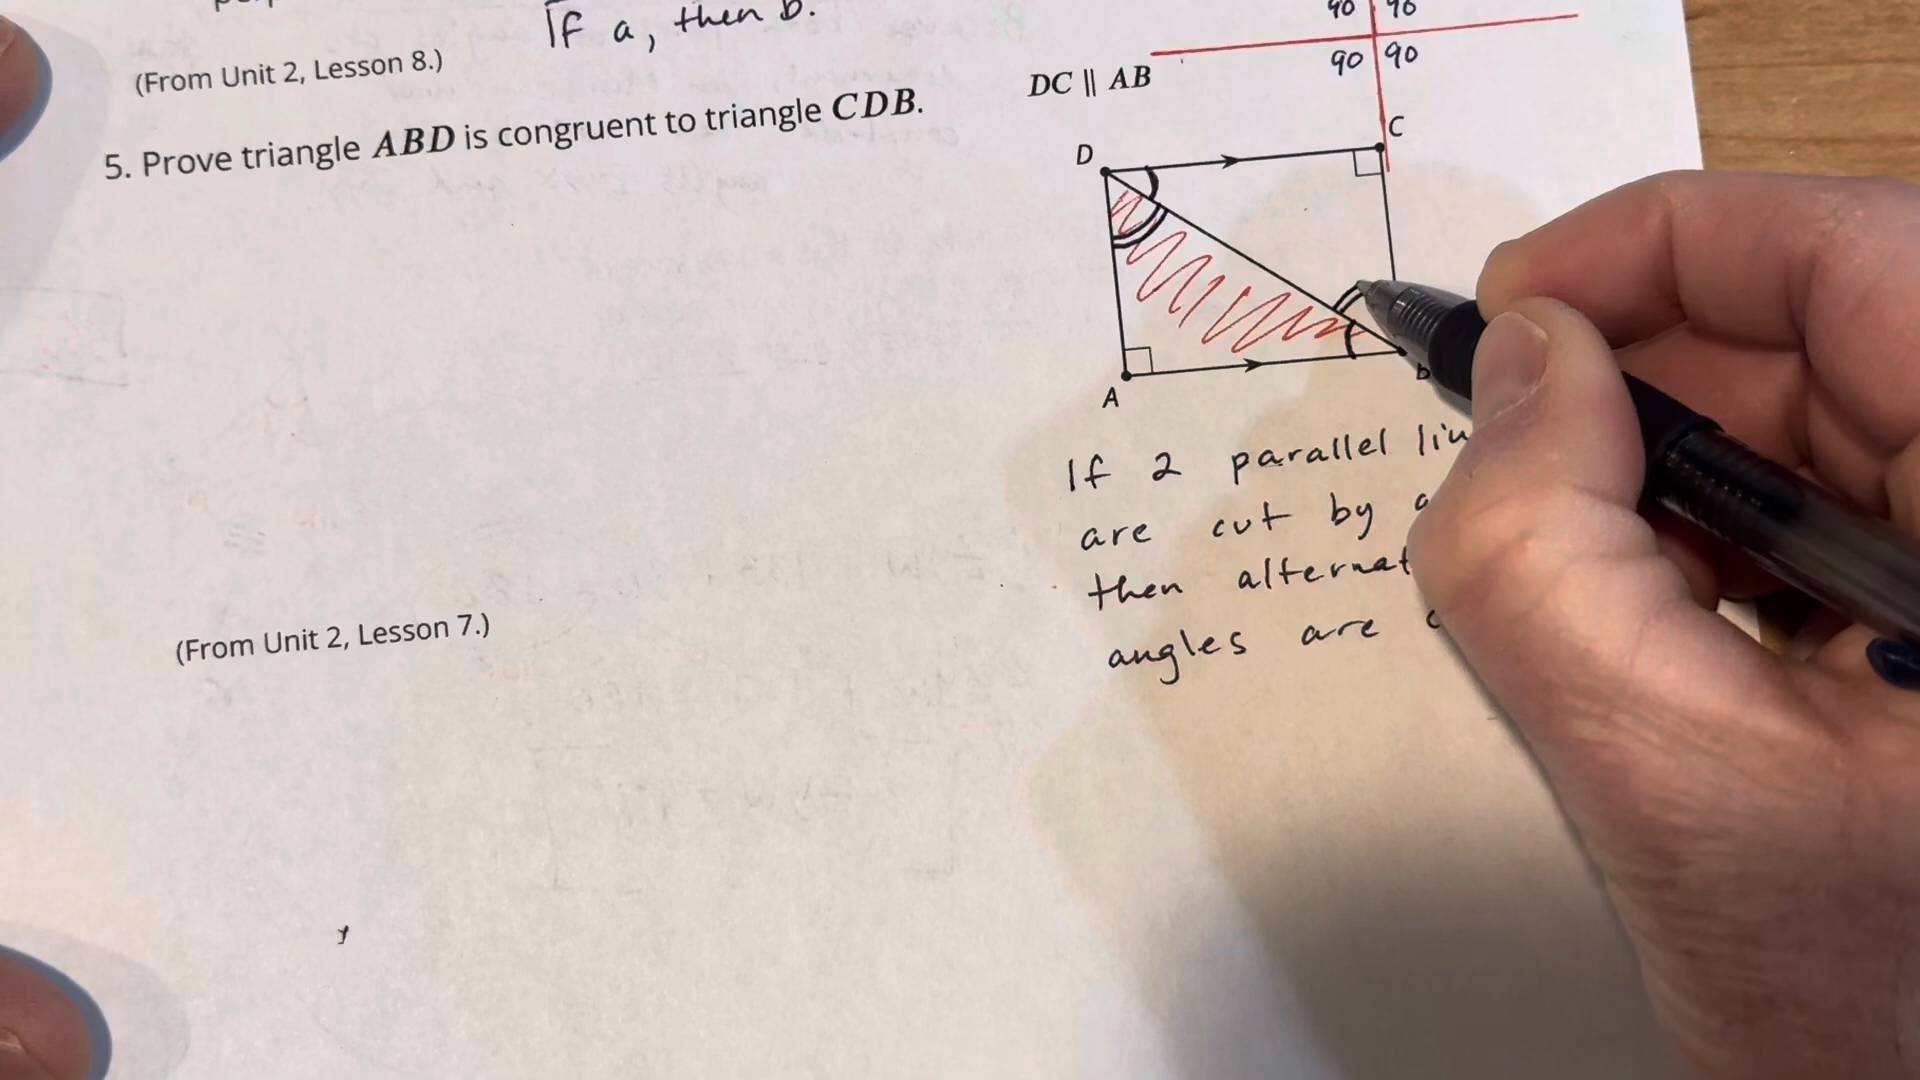 If a, then b.
(From Unit 2, Lesson 8.)
5. Prove triangle ABD is congruent to triangle CDB.
90 90
90 90
DC || AB
D
C
A
b
If 2 parallel
are cut by
then
angles are
(From Unit 2, Lesson 7.)